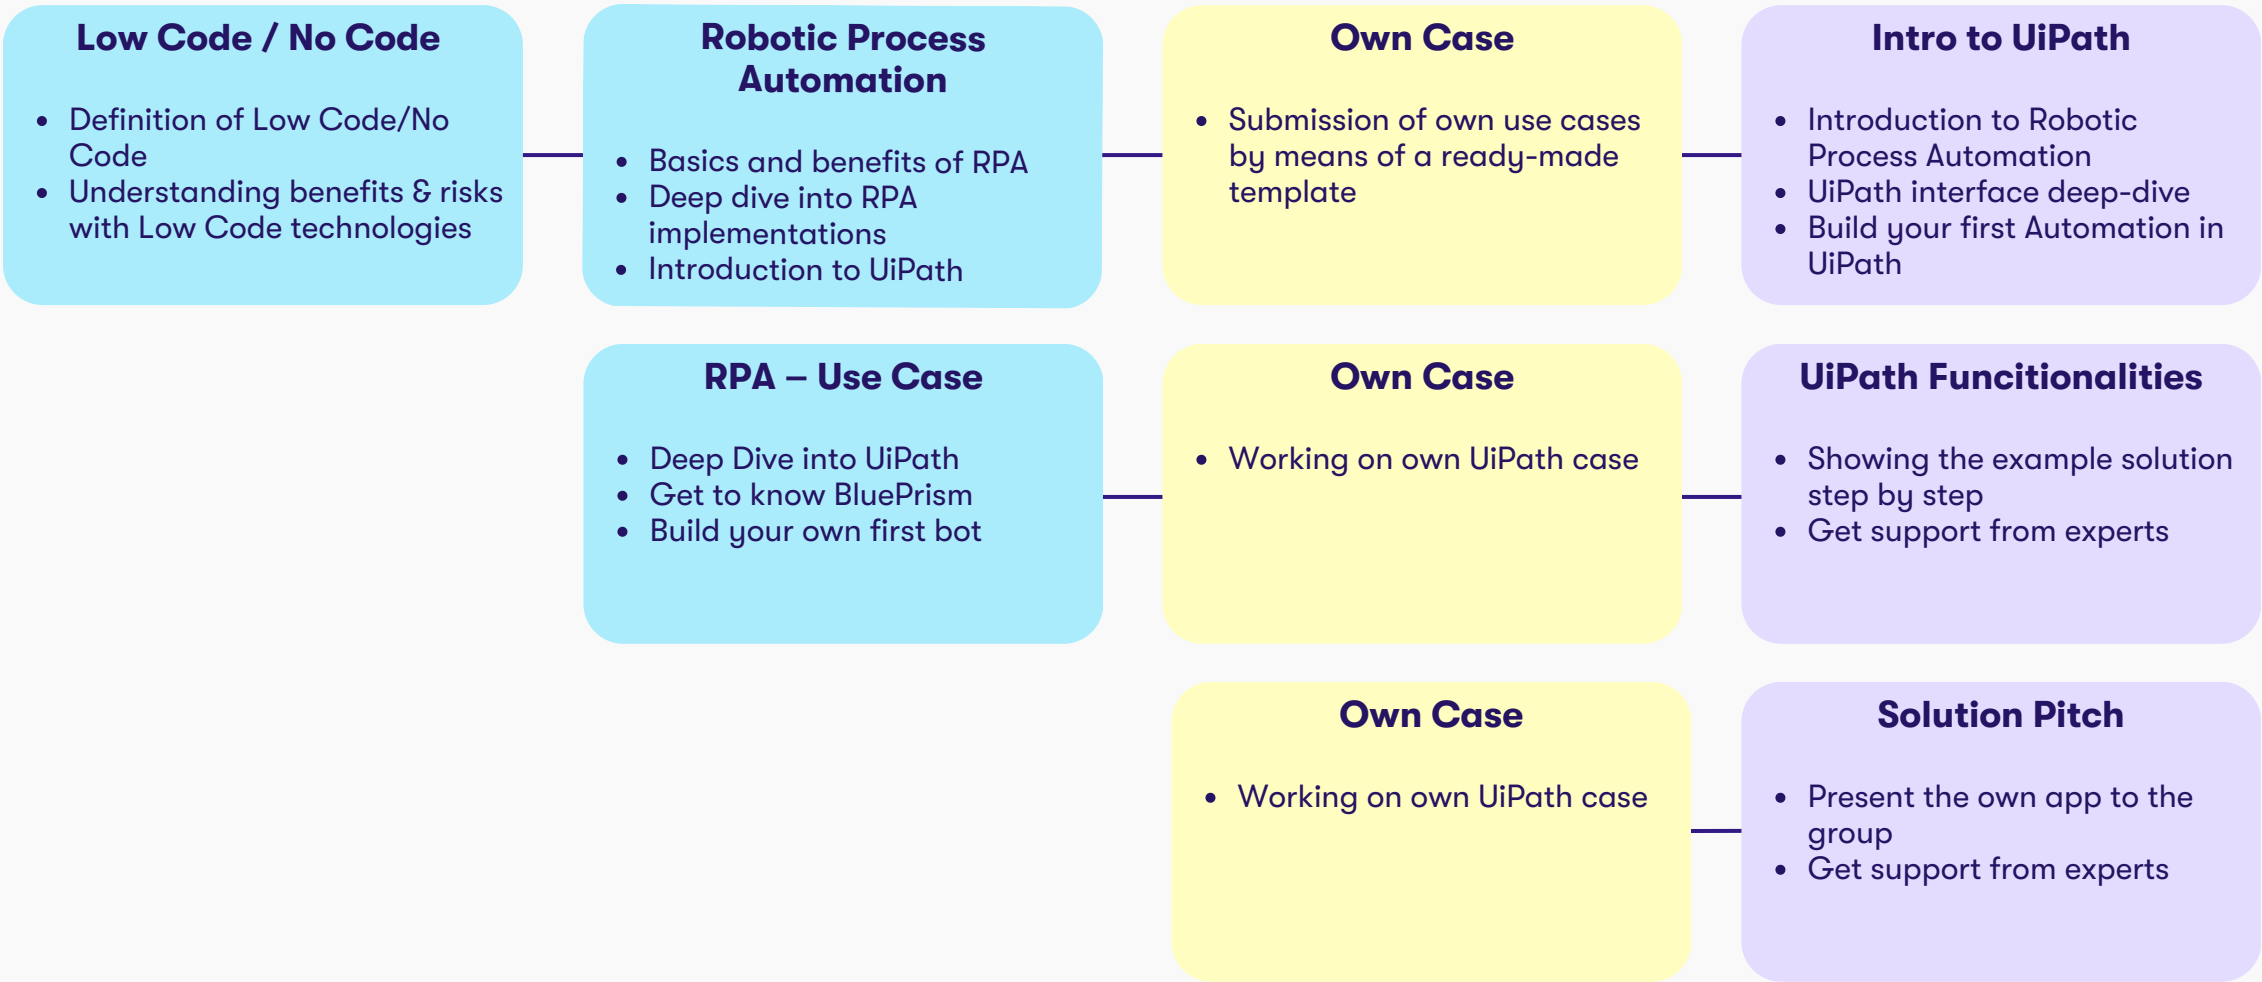 Low Code / No Code
• Definition of Low Code/No
Code
• Understanding benefits & risks
with Low Code technologies
Robotic Process
Automation
• Basics and benefits of RPA
• Deep dive into RPA
implementations
• Introduction to UiPath
Own Case
• Submission of own use cases
by means of a ready-made
template
Intro to UiPath
• Introduction to Robotic
Process Automation
• UiPath interface deep-dive
• Build your first Automation in
UiPath
RPA – Use Case
• Deep Dive into UiPath
• Get to know BluePrism
• Build your own first bot
Own Case
• Working on own UiPath case
UiPath Funcitionalities
• Showing the example solution
step by step
• Get support from experts
Own Case
• Working on own UiPath case
Solution Pitch
• Present the own app to the
group
• Get support from experts